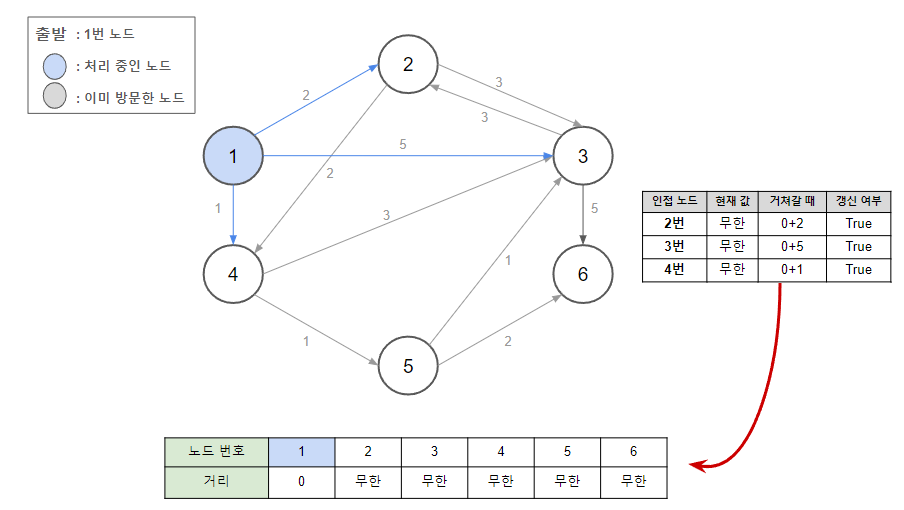 출발 : 1번 노드
: 처리 중인 노드
: 이미 방문한 노드
2
3
2
3
1
5
3
1
2
5
3
4
6
1
1
2
5
인접 노드 현재 값 거쳐갈 때 갱신 여부
2번 무한 0+2 True
3번 무한 0+5 True
4번 무한 0+1 True
노드 번호 1 2 3 4 5 6
거리 0 무한 무한 무한 무한 무한